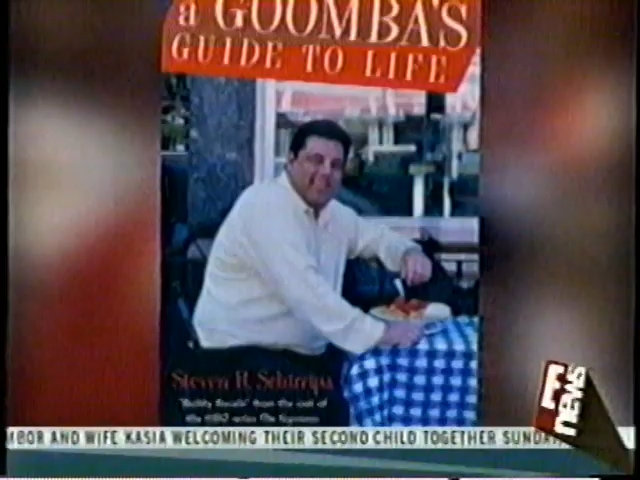 a GOOMBA'S
GUIDE TO LIFE
Steven R. Schirripa
"Bobby Bacala" from the cast of
the HBO series The Sopranos
E
news
MBOR AND WIFE KASIA WELCOMING THEIR SECOND CHILD TOGETHER SUNDA